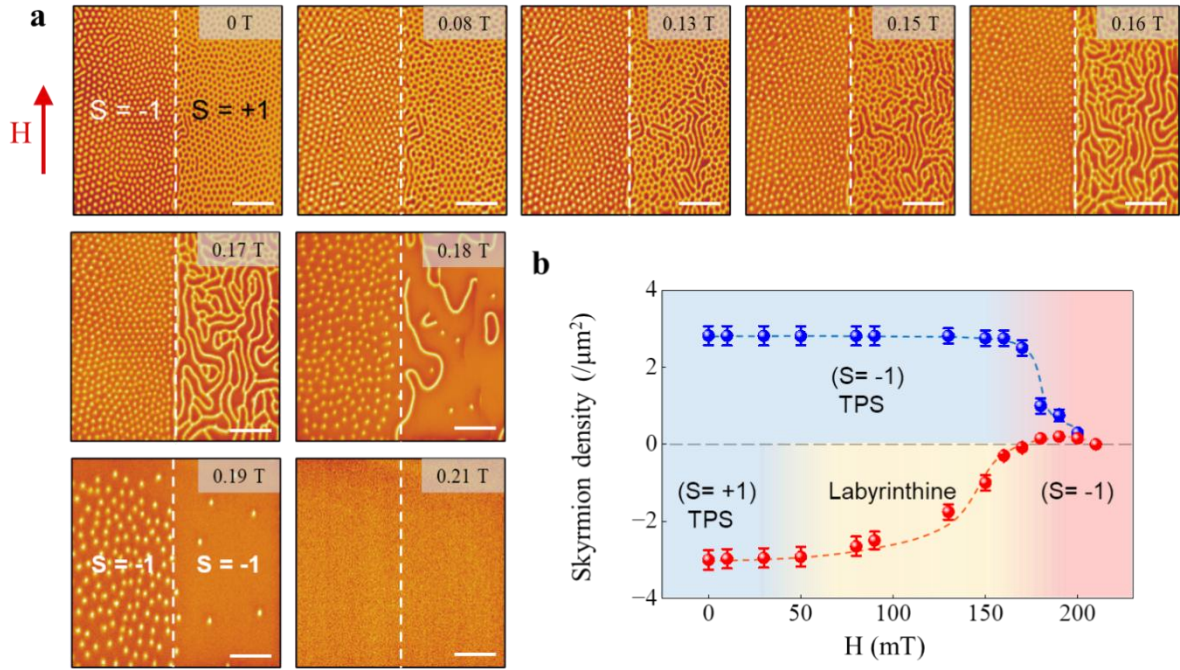 a
0 T
0.08 T
0.13 T
0.15 T
0.16 T
H
S = -1
S = +1
0.17 T
0.18 T
b
0.19 T
0.21 T
S = -1
S = -1
Skyrmion density (/μm²)
4
2
0
−2
−4
(S= -1)
TPS
(S= +1)
TPS
Labyrinthine
(S= -1)
0
50
100
150
200
H (mT)